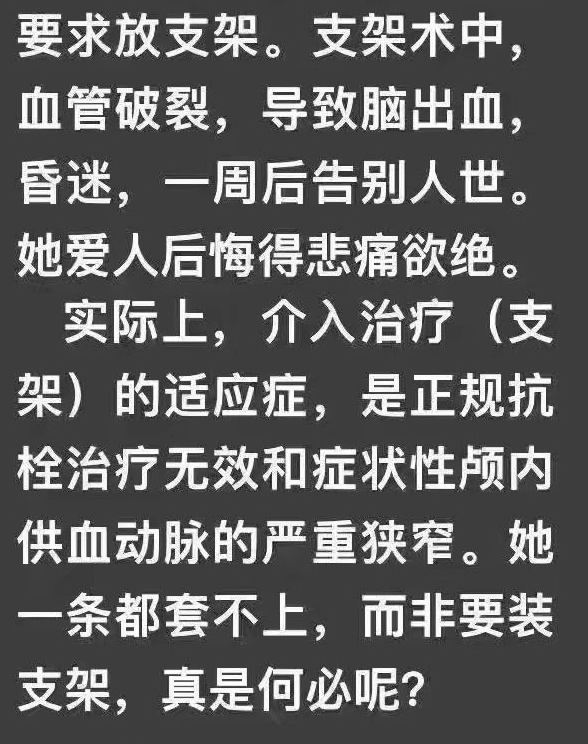 要求放支架。支架术中，
血管破裂，导致脑出血，
昏迷，一周后告别人世。
她爱人后悔得悲痛欲绝。
实际上，介入治疗（支
架）的适应症，是正规抗
栓治疗无效和症状性颅内
供血动脉的严重狭窄。她
一条都套不上，而非要装
支架，真是何必呢？